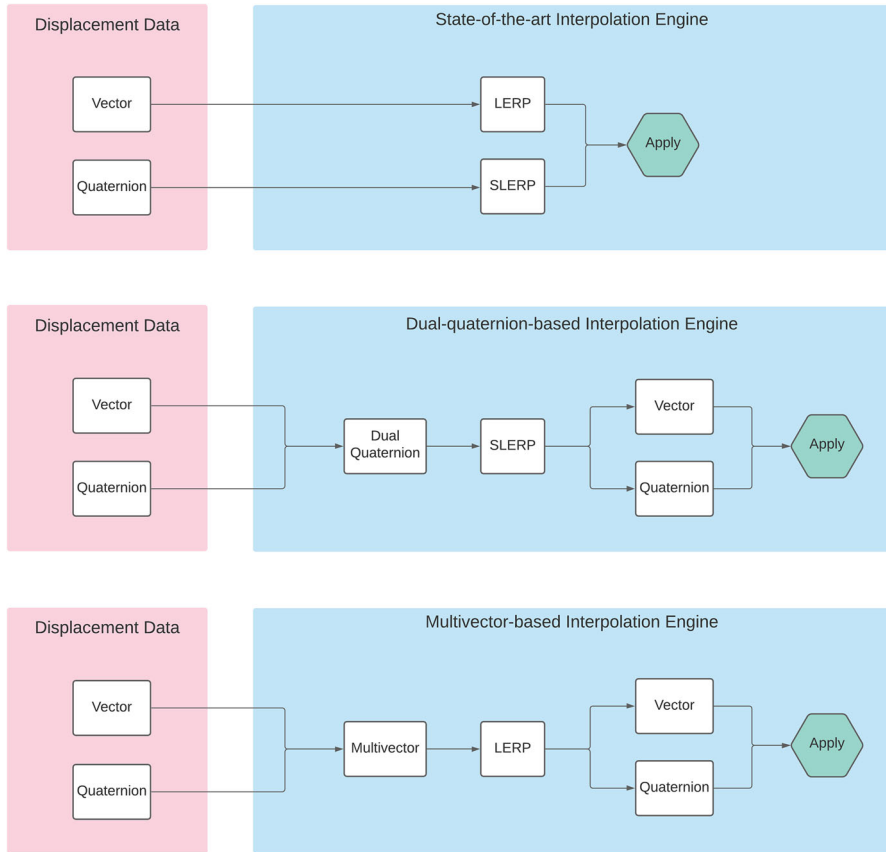 Displacement Data
State-of-the-art Interpolation Engine
Vector
LERP
Apply
Quaternion
SLERP
Displacement Data
Dual-quaternion-based Interpolation Engine
Vector
Vector
Dual
Quaternion
SLERP
Apply
Quaternion
Quaternion
Displacement Data
Multivector-based Interpolation Engine
Vector
Vector
Multivector
LERP
Apply
Quaternion
Quaternion